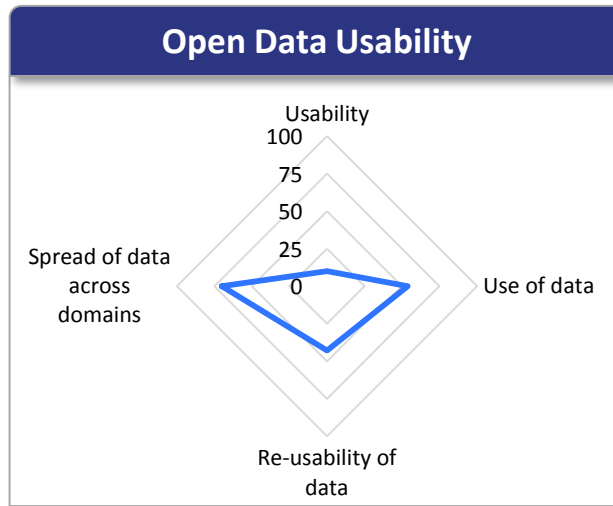 Open Data Usability
Usability
100
75
50
25
0
Spread of data
across
domains
Use of data
Re-usability of
data